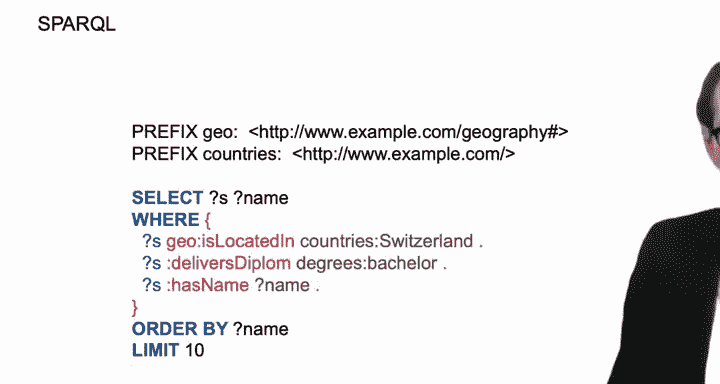 SPARQL
PREFIX geo: <http://www.example.com/geography#>
PREFIX countries: <http://www.example.com/>
SELECT ?s ?name
WHERE {
?s geo:isLocatedIn countries:Switzerland .
?s :deliversDiplom degrees:bachelor .
?s :hasName ?name .
}
ORDER BY ?name
LIMIT 10